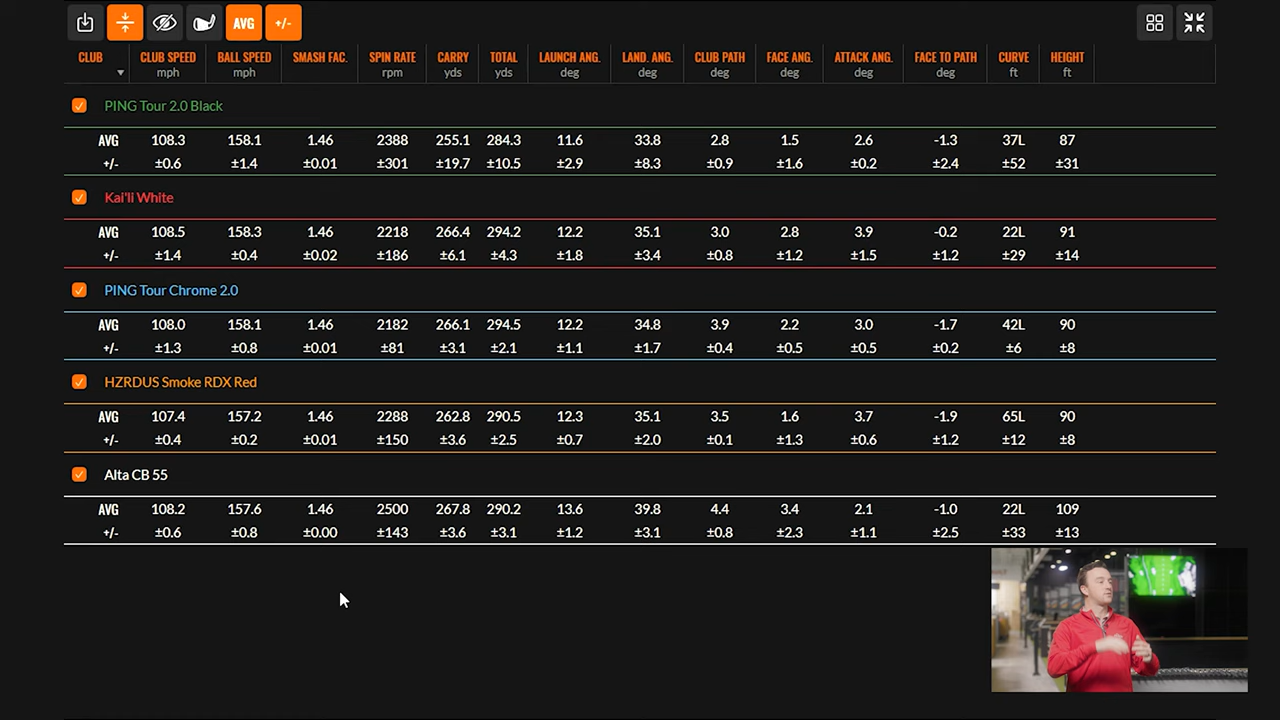 AVG +/-
CLUB CLUB SPEED BALL SPEED SMASH FAC. SPIN RATE CARRY TOTAL LAUNCH ANG. LAND. ANG. CLUB PATH FACE ANG. ATTACK ANG. FACE TO PATH CURVE HEIGHT
mph mph rpm yds yds deg deg deg deg deg deg ft ft
PING Tour 2.0 Black
AVG 108.3 158.1 1.46 2388 255.1 284.3 11.6 33.8 2.8 1.5 2.6 -1.3 37L 87
+/- ±0.6 ±1.4 ±0.01 ±301 ±19.7 ±10.5 ±2.9 ±8.3 ±0.9 ±1.6 ±0.2 ±2.4 ±52 ±31
Kai'li White
AVG 108.5 158.3 1.46 2218 266.4 294.2 12.2 35.1 3.0 2.8 3.9 -0.2 22L 91
+/- ±1.4 ±0.4 ±0.02 ±186 ±6.1 ±4.3 ±1.8 ±3.4 ±0.8 ±1.2 ±1.5 ±1.2 ±29 ±14
PING Tour Chrome 2.0
AVG 108.0 158.1 1.46 2182 266.1 294.5 12.2 34.8 3.9 2.2 3.0 -1.7 42L 90
+/- ±1.3 ±0.8 ±0.01 ±81 ±3.1 ±2.1 ±1.1 ±1.7 ±0.4 ±0.5 ±0.5 ±0.2 ±6 ±8
HZRDUS Smoke RDX Red
AVG 107.4 157.2 1.46 2288 262.8 290.5 12.3 35.1 3.5 1.6 3.7 -1.9 65L 90
+/- ±0.4 ±0.2 ±0.01 ±150 ±3.6 ±2.5 ±0.7 ±2.0 ±0.1 ±1.3 ±0.6 ±1.2 ±12 ±8
Alta CB 55
AVG 108.2 157.6 1.46 2500 267.8 290.2 13.6 39.8 4.4 3.4 2.1 -1.0 22L 109
+/- ±0.6 ±0.8 ±0.00 ±143 ±3.6 ±3.1 ±1.2 ±3.1 ±0.8 ±2.3 ±1.1 ±2.5 ±33 ±13